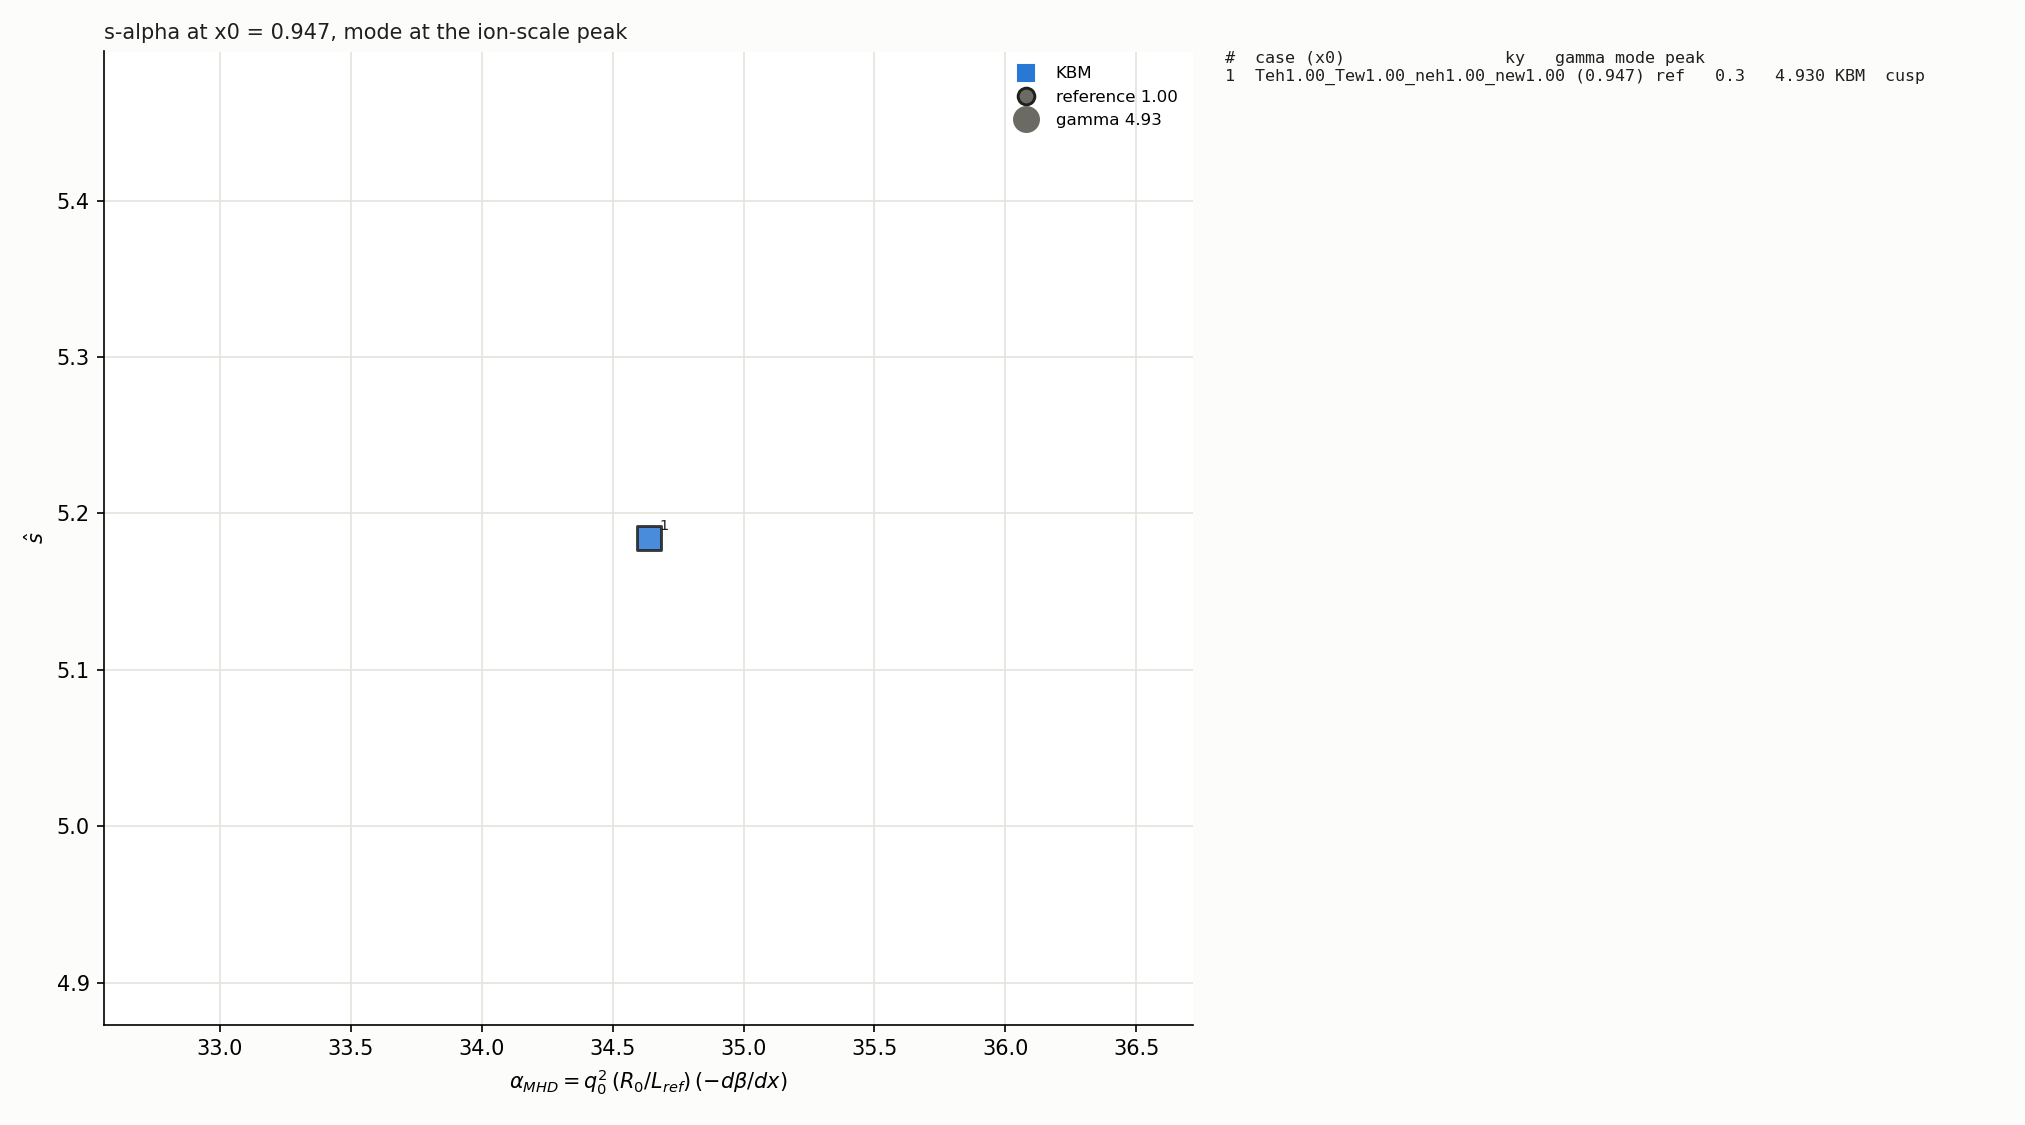 s-alpha at x0 = 0.947, mode at the ion-scale peak
KBM
reference 1.00
gamma 4.93
5.4
5.3
5.2
5.1
5.0
4.9
ŝ
1
33.0 33.5 34.0 34.5 35.0 35.5 36.0 36.5
α_MHD = q₀² (R₀/L_ref) (−dβ/dx)
# case (x0) ky gamma mode peak
1 Teh1.00_Tew1.00_neh1.00_new1.00 (0.947) ref 0.3 4.930 KBM cusp